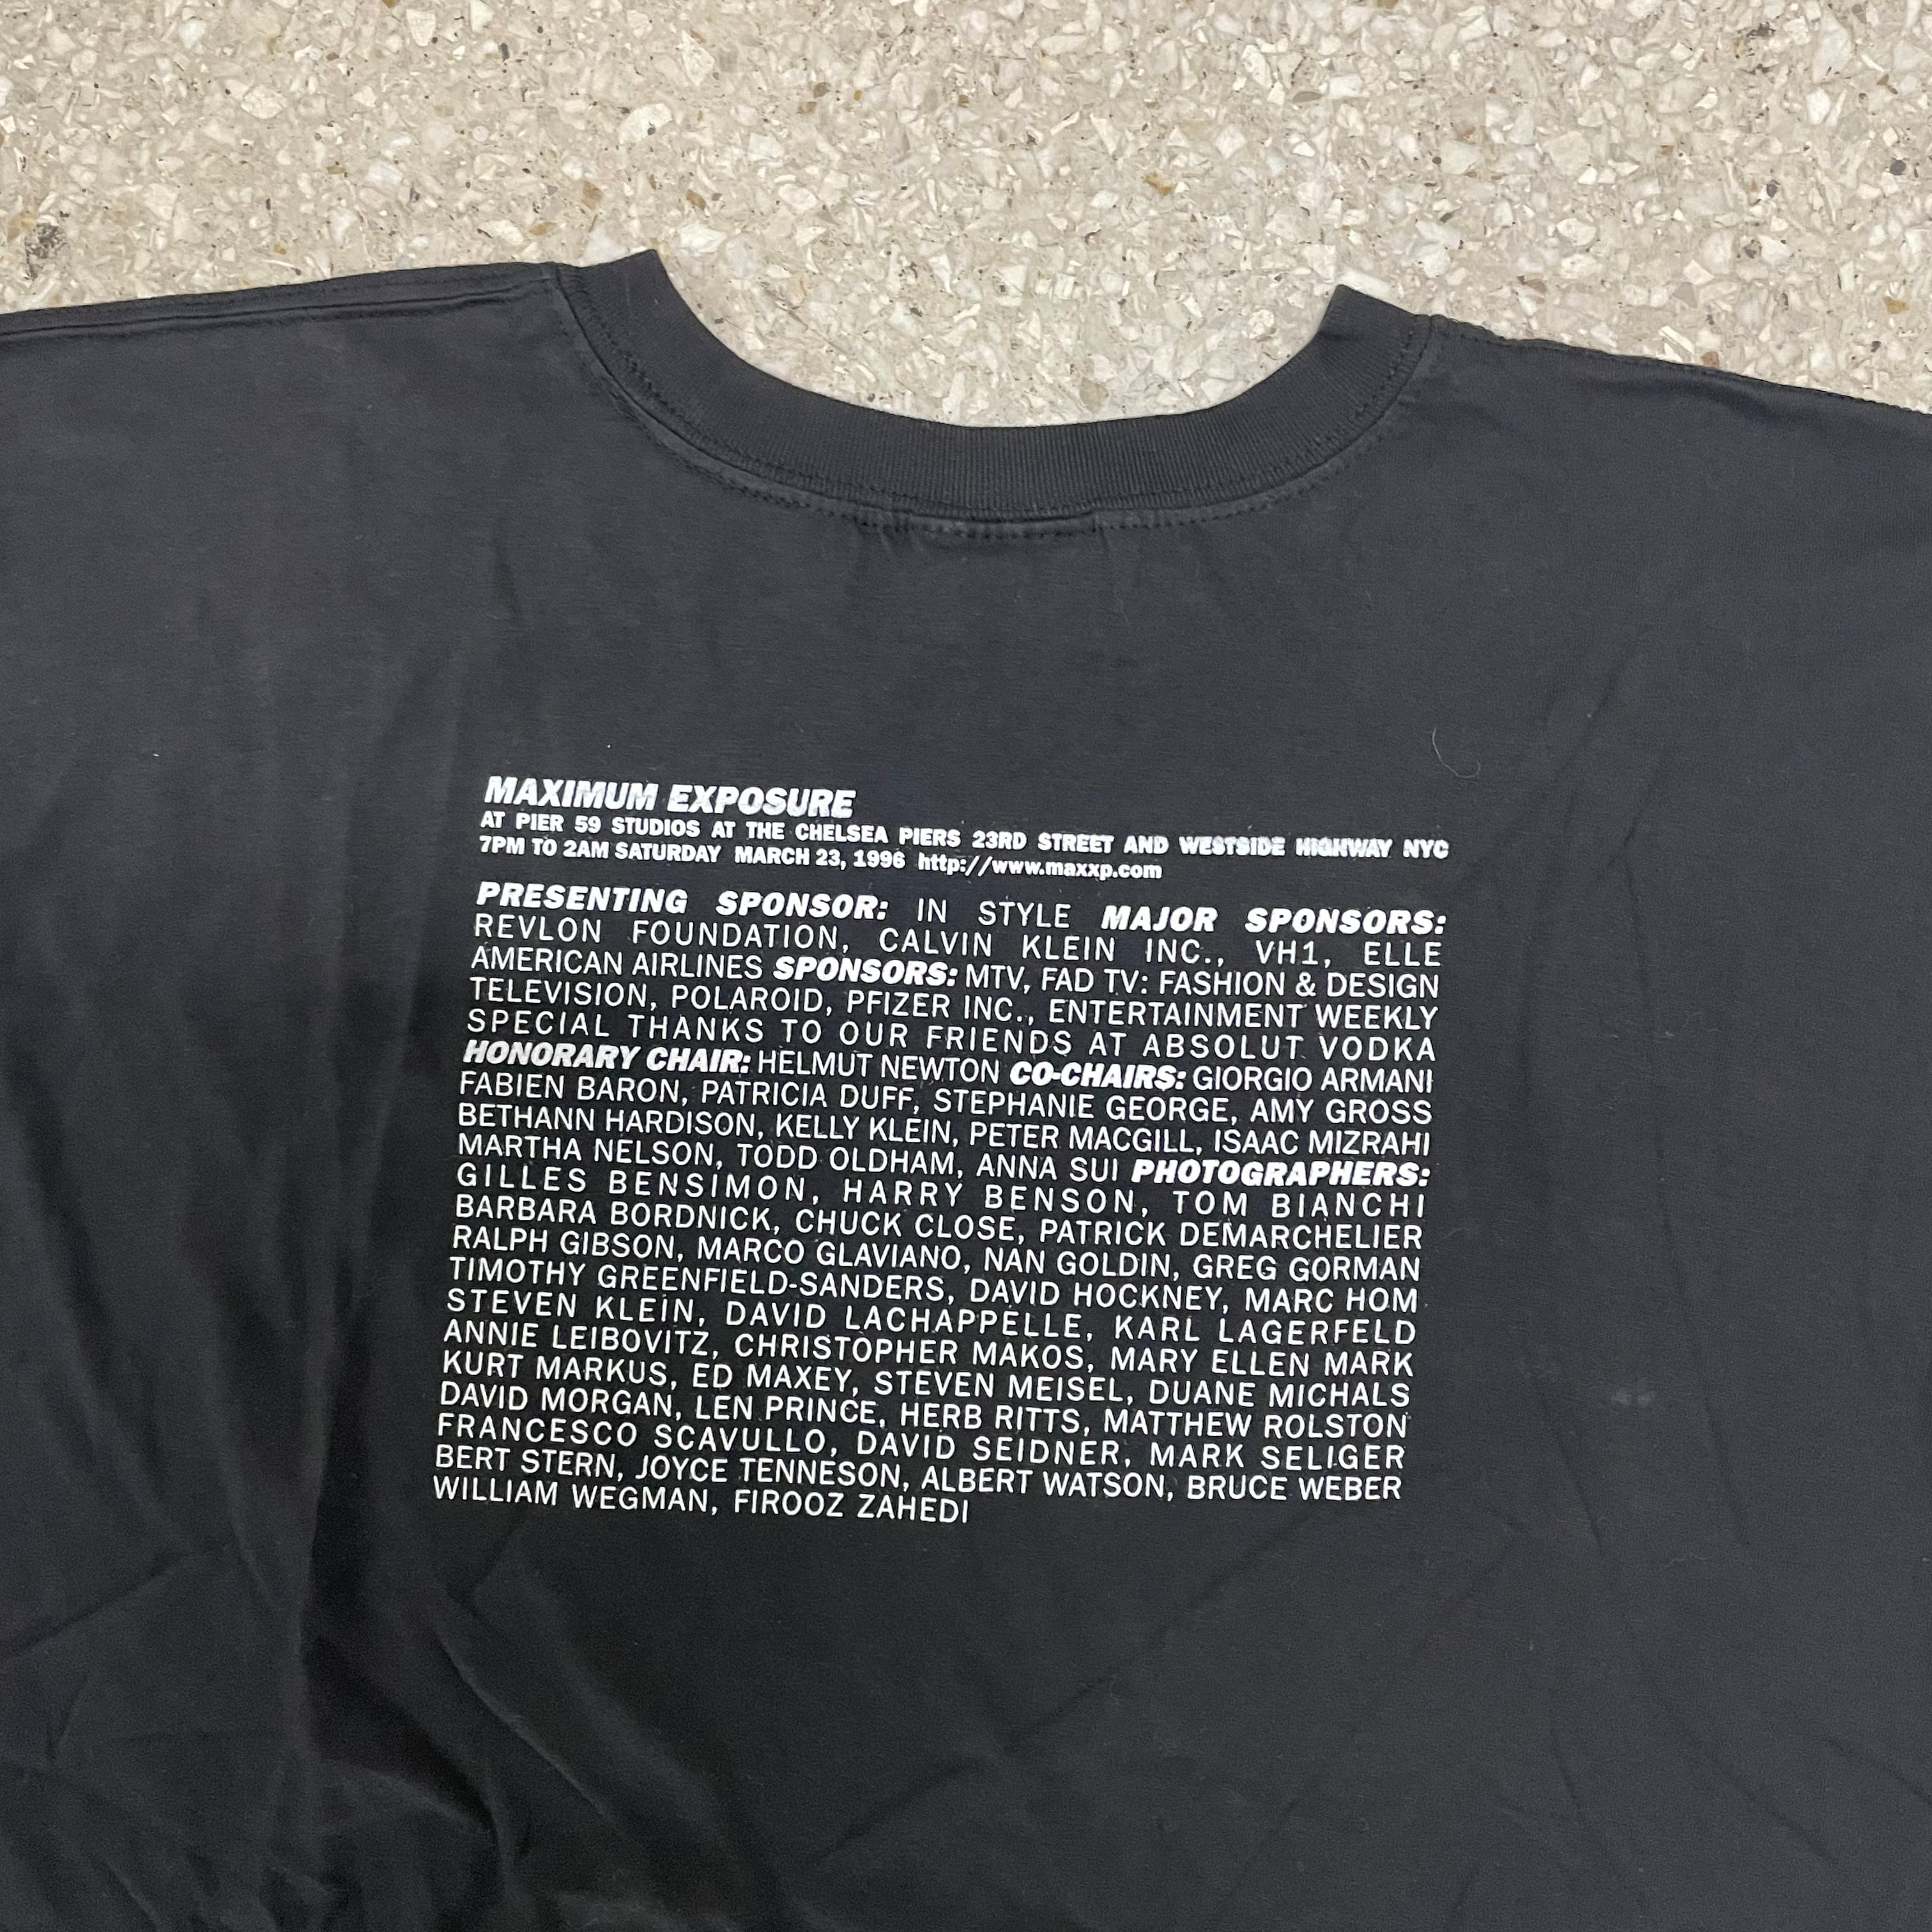 MAXIMUM EXPOSURE
AT PIER 59 STUDIOS AT THE CHELSEA PIERS 23RD STREET AND WESTSIDE HIGHWAY NYC
7PM TO 2AM SATURDAY MARCH 23, 1996 http://www.maxxp.com
PRESENTING SPONSOR: IN STYLE MAJOR SPONSORS:
REVLON FOUNDATION, CALVIN KLEIN INC., VH1, ELLE
AMERICAN AIRLINES SPONSORS: MTV, FAD TV: FASHION & DESIGN
TELEVISION, POLAROID, PFIZER INC., ENTERTAINMENT WEEKLY
SPECIAL THANKS TO OUR FRIENDS AT ABSOLUT VODKA
HONORARY CHAIR: HELMUT NEWTON CO-CHAIRS: GIORGIO ARMANI
FABIEN BARON, PATRICIA DUFF, STEPHANIE GEORGE, AMY GROSS
BETHANN HARDISON, KELLY KLEIN, PETER MACGILL, ISAAC MIZRAHI
MARTHA NELSON, TODD OLDHAM, ANNA SUI PHOTOGRAPHERS:
GILLES BENSIMON, HARRY BENSON, TOM BIANCHI
BARBARA BORDNICK, CHUCK CLOSE, PATRICK DEMARCHELIER
RALPH GIBSON, MARCO GLAVIANO, NAN GOLDIN, GREG GORMAN
TIMOTHY GREENFIELD-SANDERS, DAVID HOCKNEY, MARC HOM
STEVEN KLEIN, DAVID LACHAPPELLE, KARL LAGERFELD
ANNIE LEIBOVITZ, CHRISTOPHER MAKOS, MARY ELLEN MARK
KURT MARKUS, ED MAXEY, STEVEN MEISEL, DUANE MICHALS
DAVID MORGAN, LEN PRINCE, HERB RITTS, MATTHEW ROLSTON
FRANCESCO SCAVULLO, DAVID SEIDNER, MARK SELIGER
BERT STERN, JOYCE TENNESON, ALBERT WATSON, BRUCE WEBER
WILLIAM WEGMAN, FIROOZ ZAHEDI